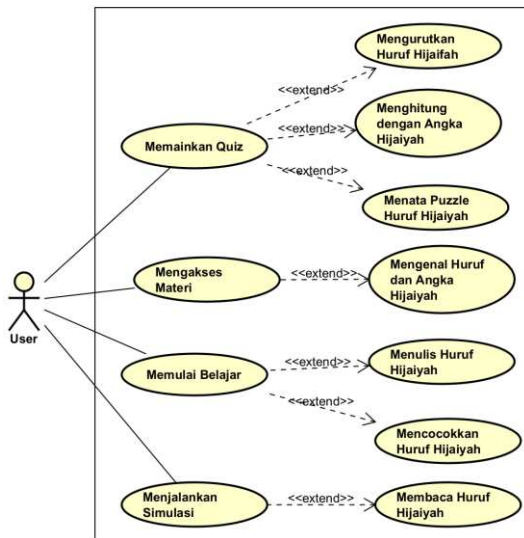 Mengurutkan
Huruf Hijaifah
<<extend>>
Menghitung
dengan Angka
Hijaiyah
<<extend>>
Memainkan Quiz
<<extend>>
Menata Puzzle
Huruf Hijaiyah
Mengakses
Materi
<<extend>>
Mengenal Huruf
dan Angka
Hijaiyah
User
Memulai Belajar
<<extend>>
Menulis Huruf
Hijaiyah
<<extend>>
Mencocokkan
Huruf Hijaiyah
Menjalankan
Simulasi
<<extend>>
Membaca Huruf
Hijaiyah